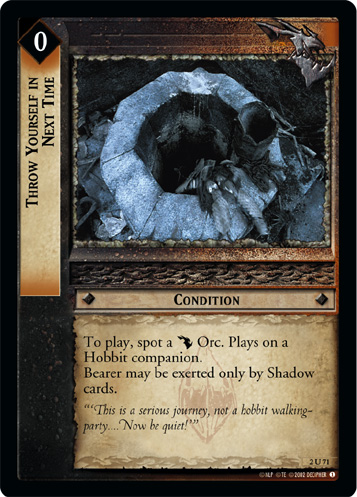 0
THROW YOURSELF IN
NEXT TIME
CONDITION
To play, spot a Orc. Plays on a
Hobbit companion.
Bearer may be exerted only by Shadow
cards.
“‘This is a serious journey, not a hobbit walking-
party....Now be quiet!’”
2 U 71
©NLP ™TE ©2002 DECIPHER 1